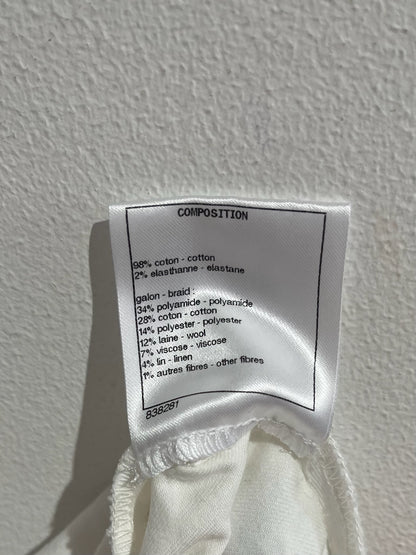 COMPOSITION
98% coton - cotton
2% elasthanne - elastane
galon - braid :
34% polyamide - polyamide
28% coton - cotton
14% polyester - polyester
12% laine - wool
7% viscose - viscose
4% lin - linen
1% autres fibres - other fibres
838281